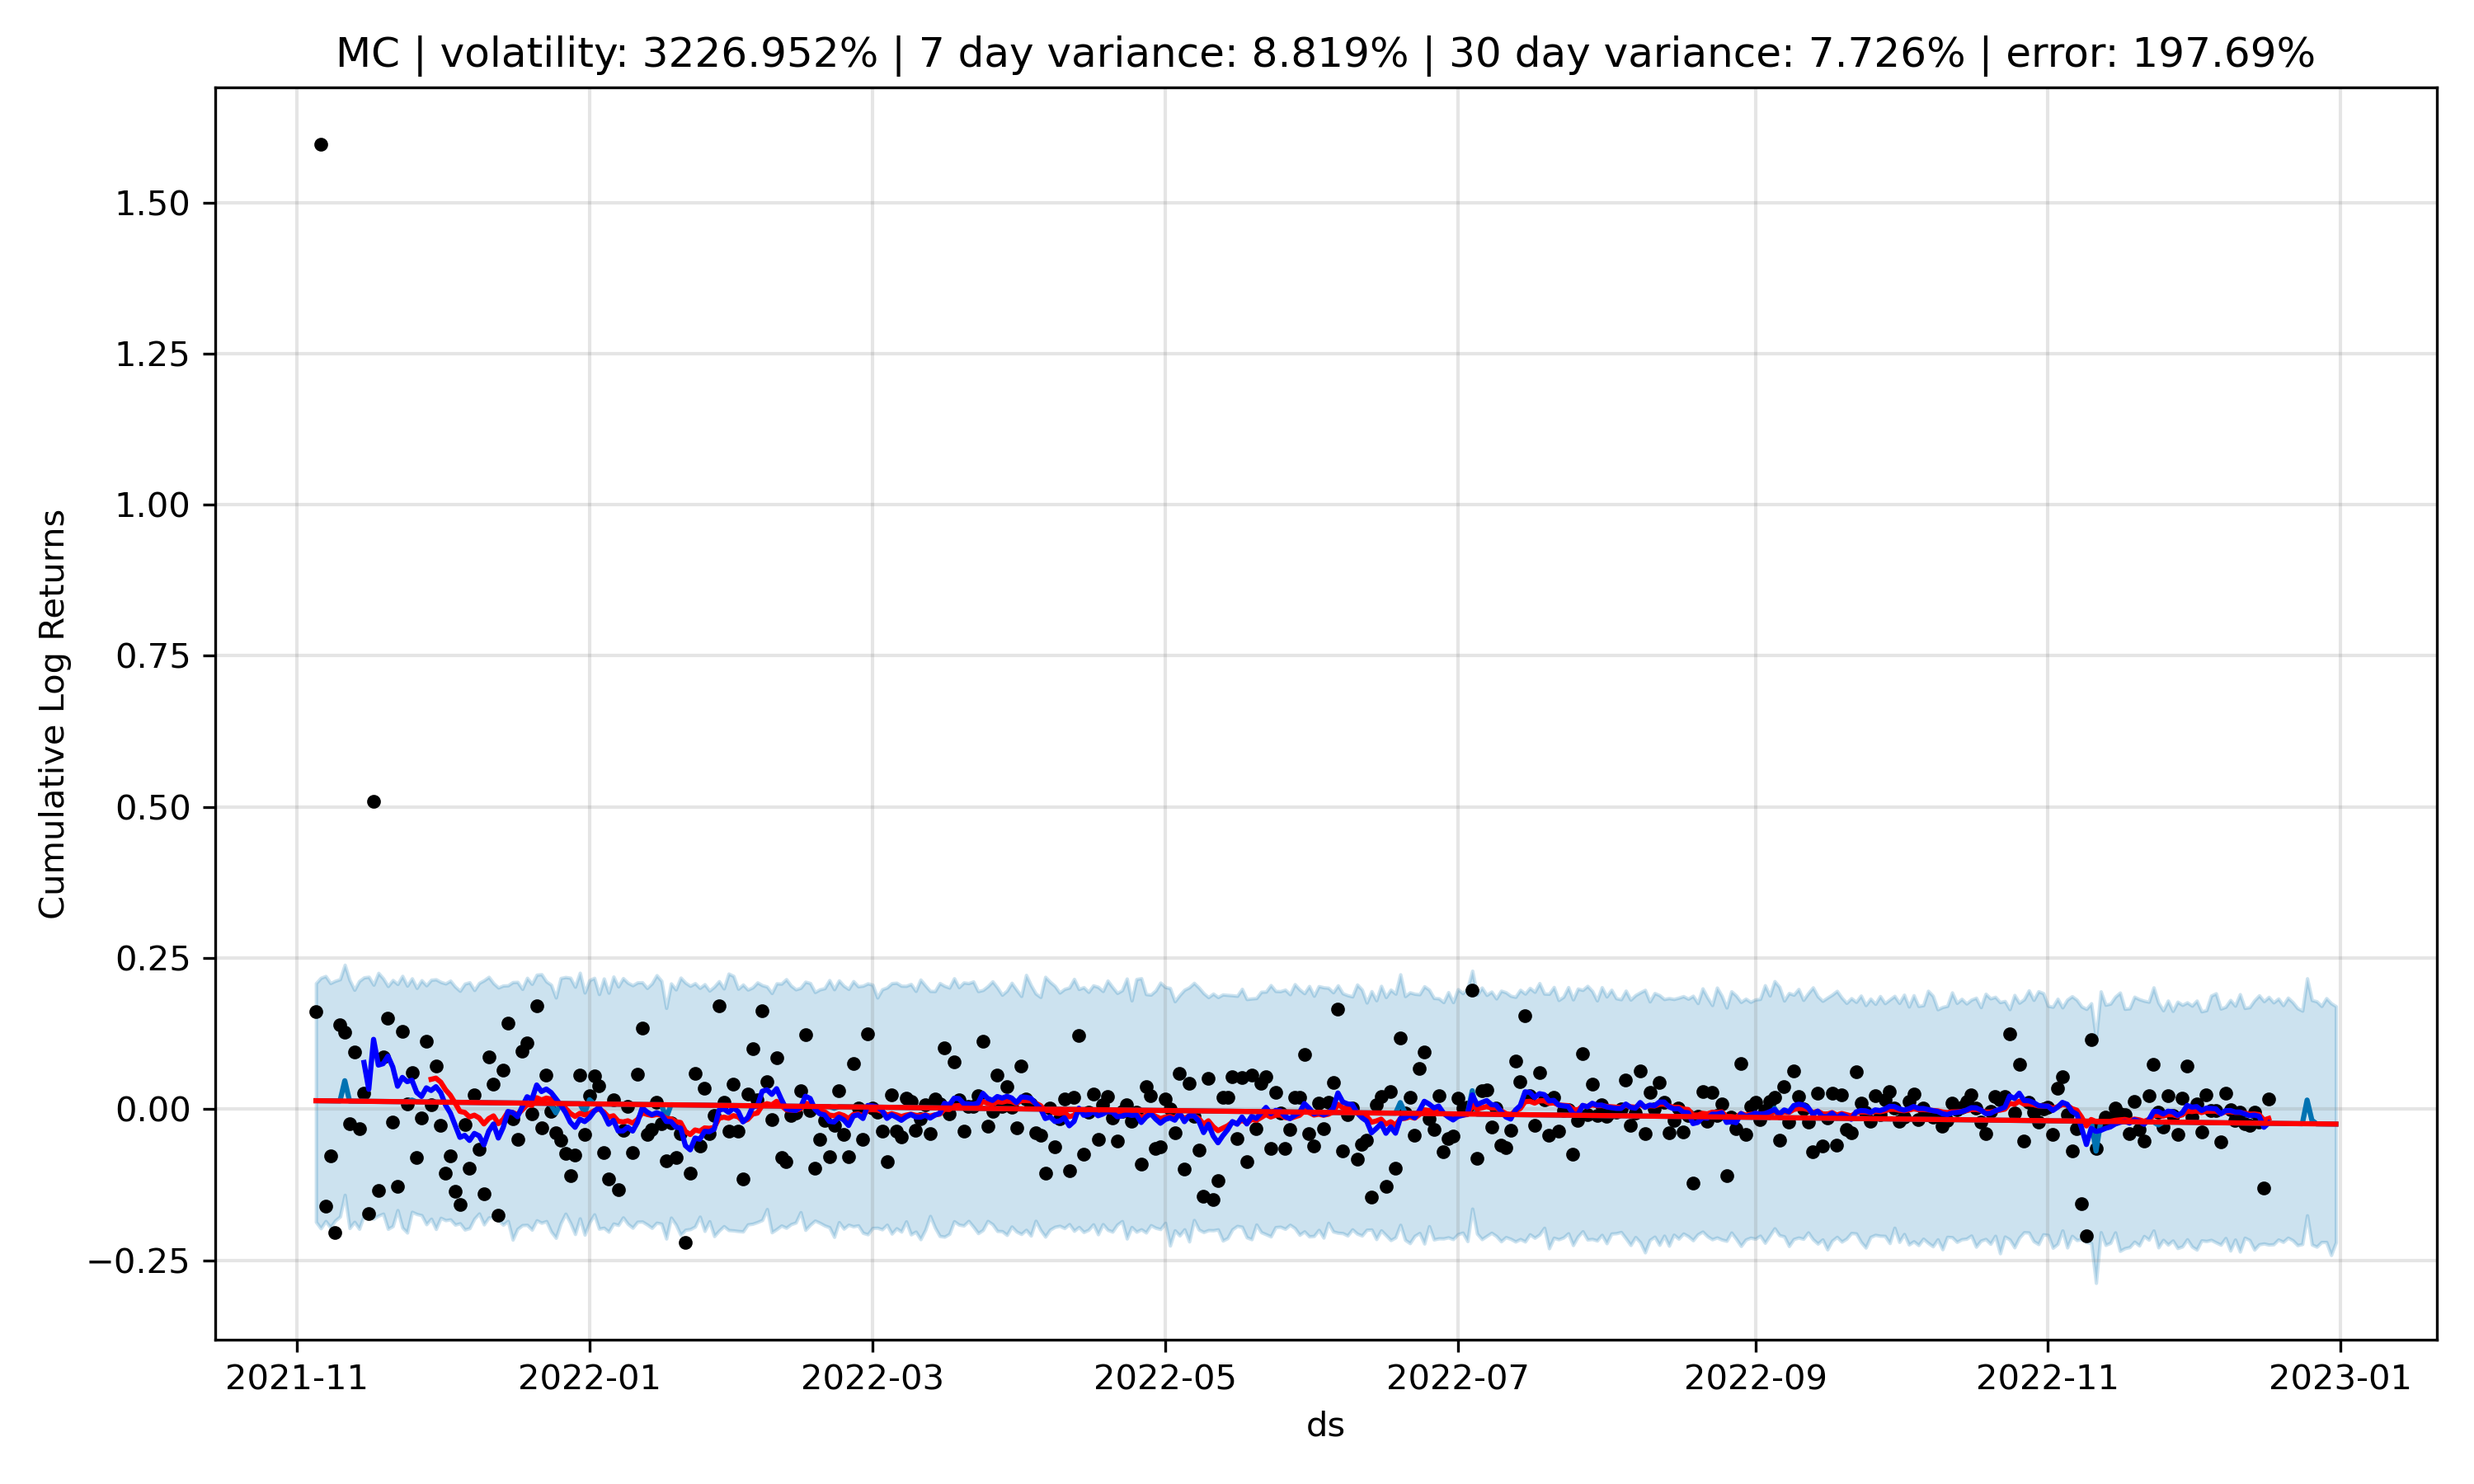 MC | volatility: 3226.952% | 7 day variance: 8.819% | 30 day variance: 7.726% | error: 197.69%
Cumulative Log Returns
1.50
1.25
1.00
0.75
0.50
0.25
0.00
−0.25
2021-11 2022-01 2022-03 2022-05 2022-07 2022-09 2022-11 2023-01
ds